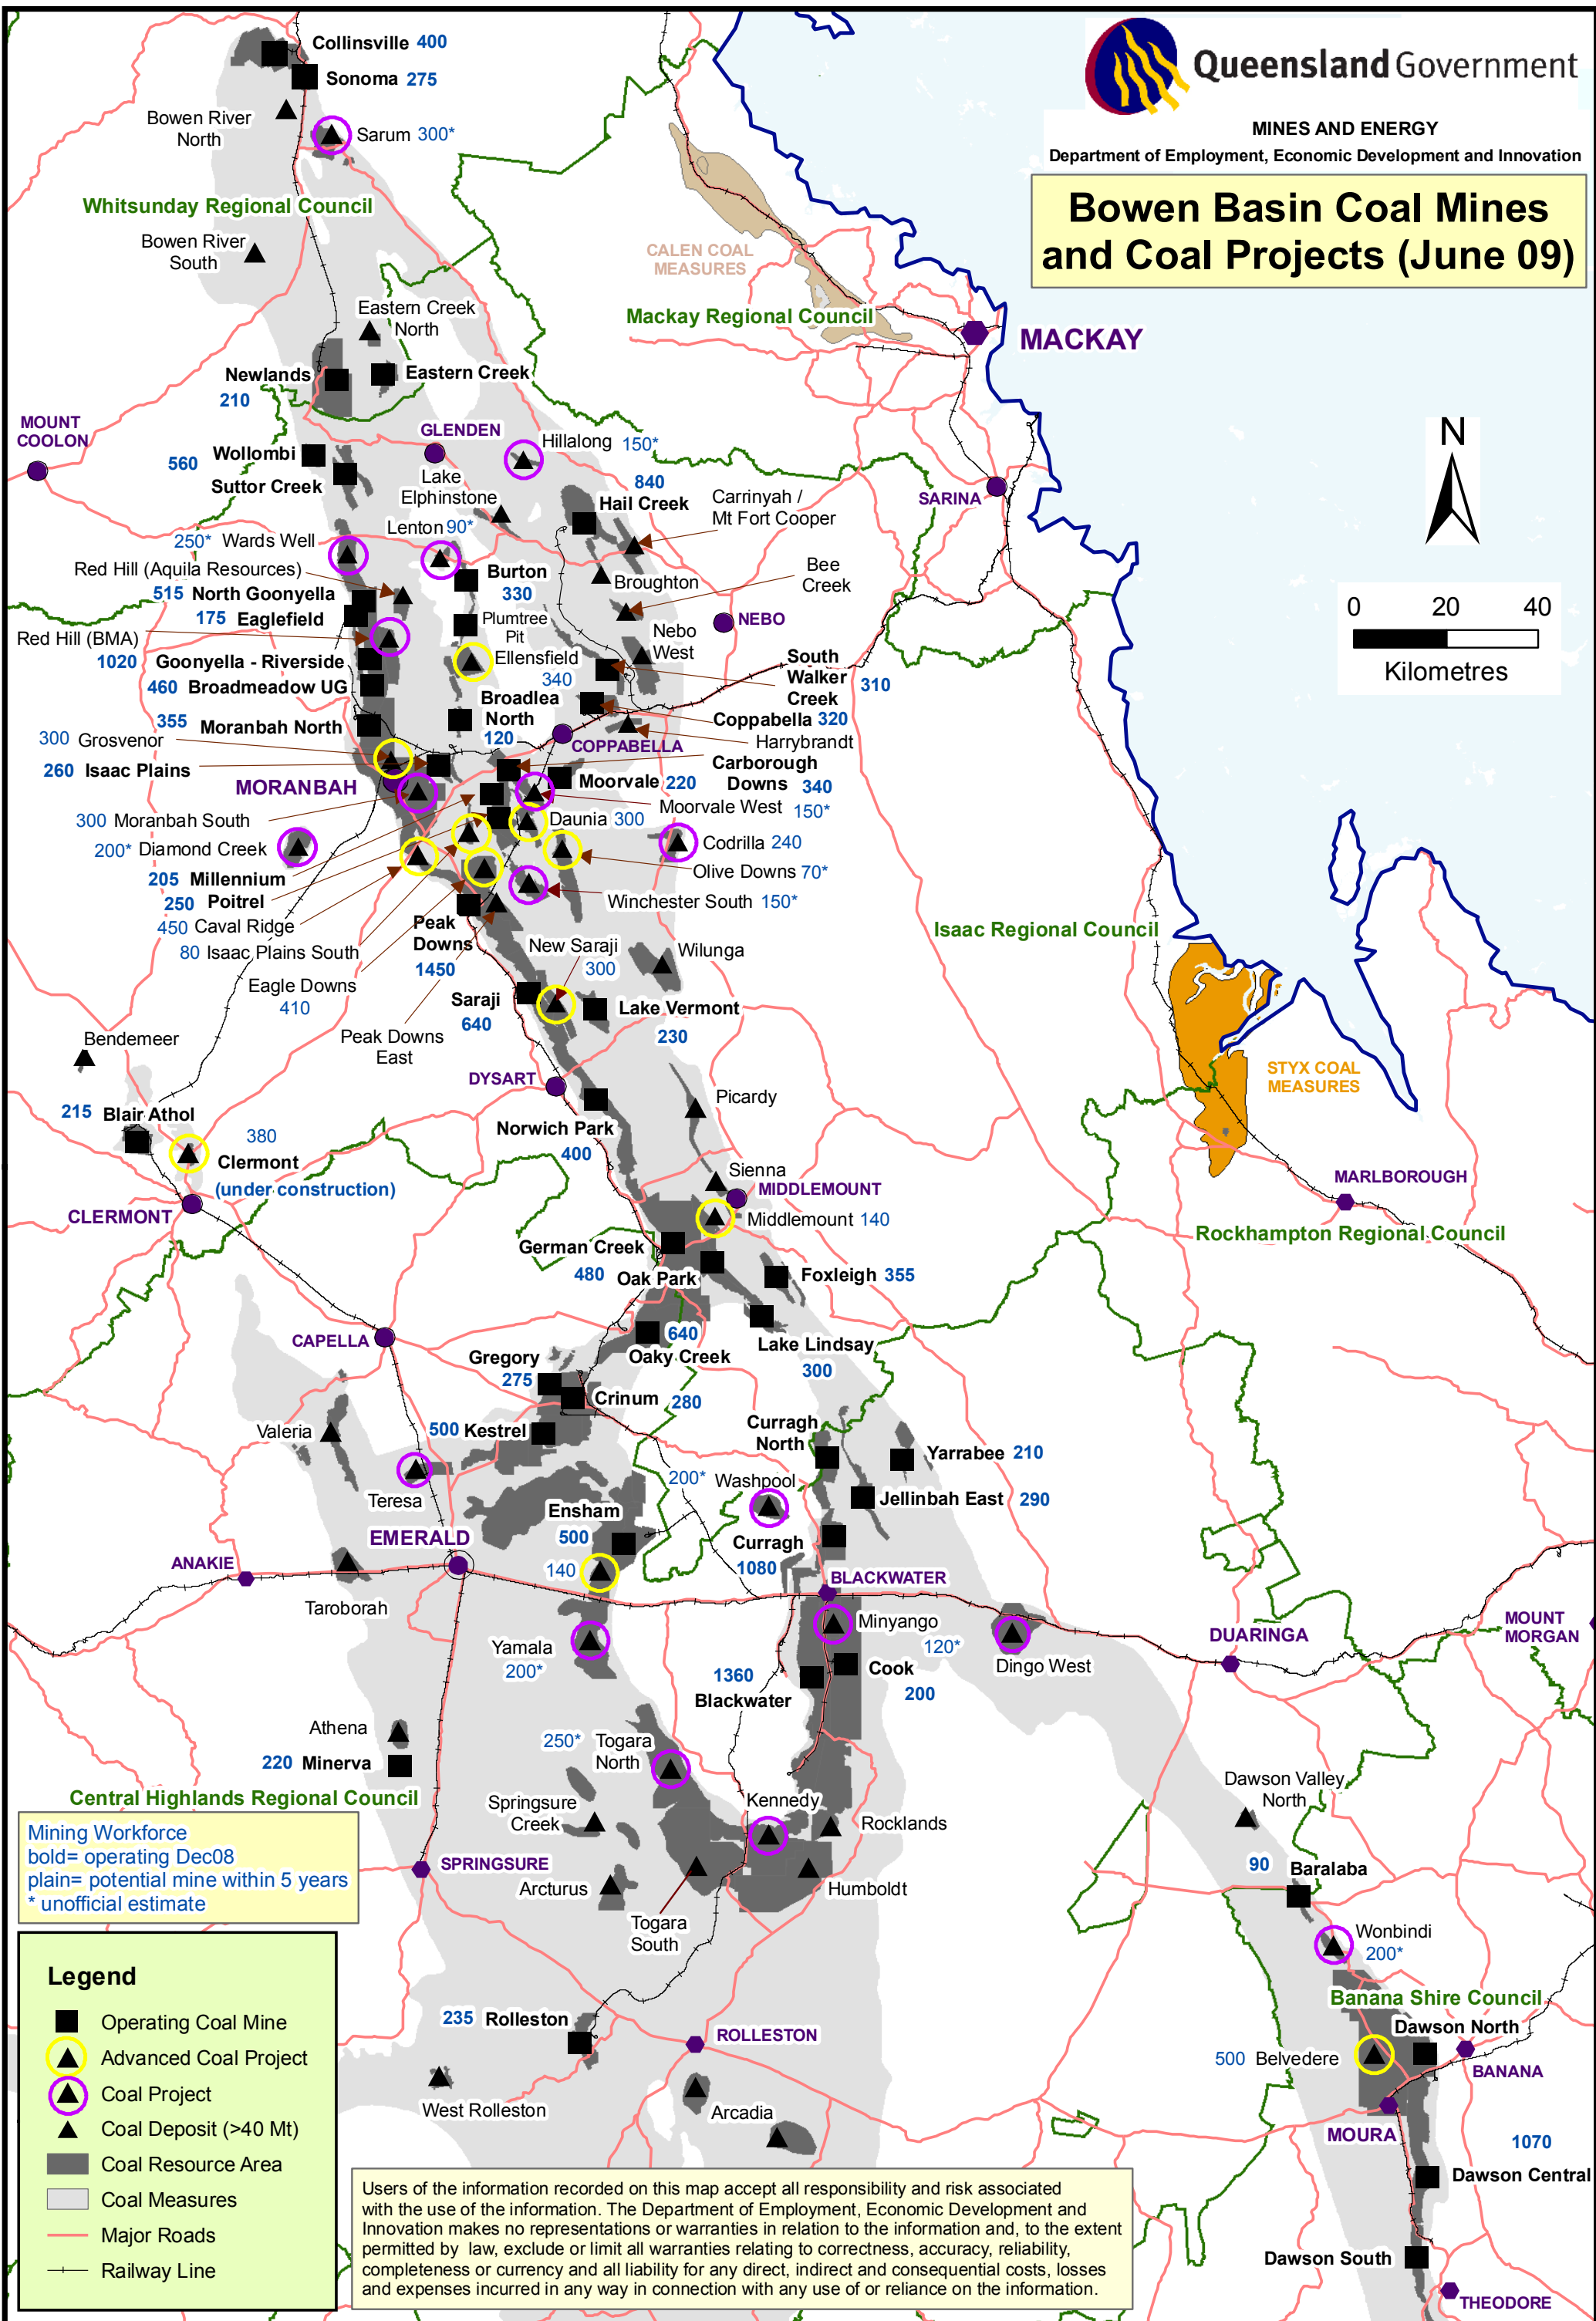 Queensland Government
MINES AND ENERGY
Department of Employment, Economic Development and Innovation
Bowen Basin Coal Mines
and Coal Projects (June 09)
Collinsville 400
Sonoma 275
Bowen River
North
Sarum 300*
Whitsunday Regional Council
Bowen River
South
CALEN COAL
MEASURES
Eastern Creek
North
Mackay Regional Council
MACKAY
Newlands
210
Eastern Creek
MOUNT
COOLON
GLENDEN
Hillalong 150*
Wollombi
560
Suttor Creek
Lake
Elphinstone
840
Hail Creek
Carrinyah /
Mt Fort Cooper
SARINA
N
Lenton 90*
250* Wards Well
Red Hill (Aquila Resources)
Burton
330
Broughton
Bee
Creek
515 North Goonyella
175 Eaglefield
Plumtree
Pit
NEBO
Nebo
West
0 20 40
Kilometres
Red Hill (BMA)
1020 Goonyella - Riverside
Ellensfield
340
South
Walker
Creek
310
460 Broadmeadow UG
Broadlea
North
120
355 Moranbah North
Coppabella 320
Harrybrandt
300 Grosvenor
COPPABELLA
260 Isaac Plains
Carborough
Downs 340
MORANBAH
Moorvale 220
Moorvale West 150*
300 Moranbah South
Daunia 300
200* Diamond Creek
Codrilla 240
Olive Downs 70*
205 Millennium
250 Poitrel
Winchester South 150*
450 Caval Ridge
Peak
Downs
1450
80 Isaac Plains South
New Saraji
300
Wilunga
Isaac Regional Council
Eagle Downs
410
Saraji
640
Lake Vermont
230
Peak Downs
East
Bendemeer
DYSART
STYX COAL
MEASURES
Picardy
215 Blair Athol
Norwich Park
400
380
Clermont
(under construction)
Sienna
MIDDLEMOUNT
MARLBOROUGH
CLERMONT
Middlemount 140
Rockhampton Regional Council
German Creek
480
Oak Park
Foxleigh 355
CAPELLA
640
Oaky Creek
Lake Lindsay
300
Gregory
275
Crinum 280
Valeria
500 Kestrel
Curragh
North
Yarrabee 210
Teresa
200* Washpool
Jellinbah East 290
Ensham
500
EMERALD
Curragh
1080
ANAKIE
140
BLACKWATER
Taroborah
Minyango
120*
MOUNT
MORGAN
DUARINGA
Yamala
200*
Dingo West
1360
Blackwater
Cook
200
Athena
250* Togara
North
220 Minerva
Central Highlands Regional Council
Dawson Valley
North
Kennedy
Springsure
Creek
Rocklands
Mining Workforce
bold= operating Dec08
plain= potential mine within 5 years
* unofficial estimate
SPRINGSURE
90 Baralaba
Arcturus
Humboldt
Togara
South
Wonbindi
200*
Legend
Operating Coal Mine
Advanced Coal Project
Coal Project
Coal Deposit (>40 Mt)
Coal Resource Area
Coal Measures
Major Roads
Railway Line
Banana Shire Council
235 Rolleston
ROLLESTON
Dawson North
500 Belvedere
BANANA
West Rolleston
Arcadia
MOURA
1070
Dawson Central
Dawson South
THEODORE
Users of the information recorded on this map accept all responsibility and risk associated
with the use of the information. The Department of Employment, Economic Development and
Innovation makes no representations or warranties in relation to the information and, to the extent
permitted by law, exclude or limit all warranties relating to correctness, accuracy, reliability,
completeness or currency and all liability for any direct, indirect and consequential costs, losses
and expenses incurred in any way in connection with any use of or reliance on the information.